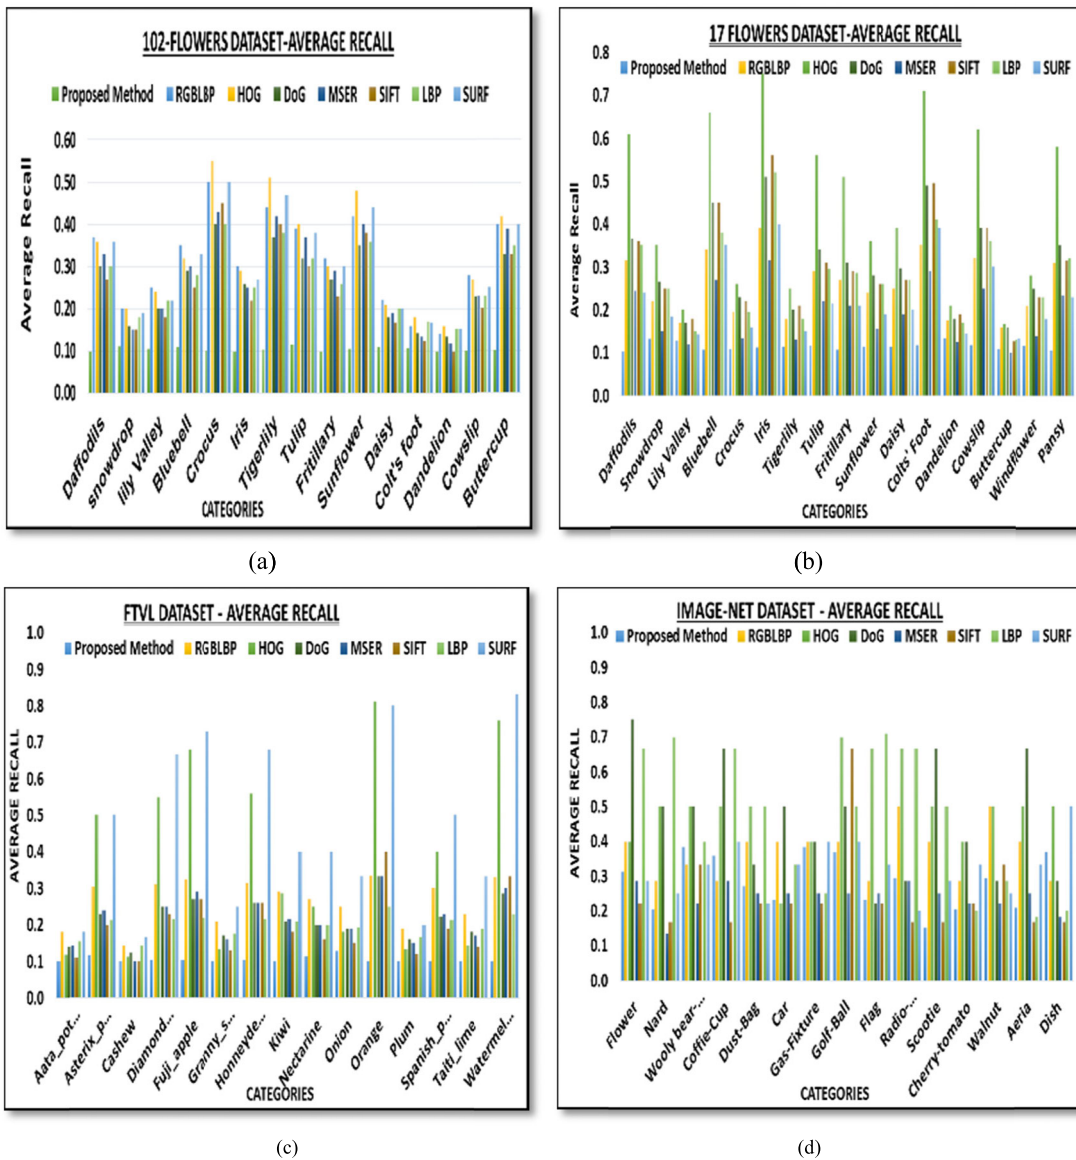 102-FLOWERS DATASET-AVERAGE RECALL
Proposed Method RGBLBP HOG DoG MSER SIFT LBP SURF
0.60
0.50
0.40
0.30
0.20
0.10
0.00
Average Recall
Daffodils
snowdrop
lily Valley
Bluebell
Crocus
Iris
Tigerlily
Tulip
Fritillary
Sunflower
Daisy
Colt's foot
Dandelion
Cowslip
Buttercup
CATEGORIES
(a)
17 FLOWERS DATASET-AVERAGE RECALL
0.8
Proposed Method RGBLBP HOG DoG MSER SIFT LBP SURF
0.7
0.6
0.5
0.4
0.3
0.2
0.1
0.0
Average Recall
Daffodils
Snowdrop
Lily Valley
Bluebell
Crocus
Iris
Tigerlily
Tulip
Fritillary
Sunflower
Daisy
Colts' Foot
Dandelion
Cowslip
Buttercup
Windflower
Pansy
CATEGORIES
(b)
FTVL DATASET - AVERAGE RECALL
1.0
Proposed Method RGBLBP HOG DoG MSER SIFT LBP SURF
0.9
0.8
0.7
0.6
0.5
0.4
0.3
0.2
0.1
0.0
AVERAGE RECALL
Aata_pot...
Asterix_p...
Cashew
Diamond...
Fuji_apple
Granny_s...
Honneyde...
Kiwi
Nectarine
Onion
Orange
Plum
Spanish_p...
Taiti_lime
Watermel...
CATEGORIES
(c)
IMAGE-NET DATASET - AVERAGE RECALL
1.0
Proposed Method RGBLBP HOG DoG MSER SIFT LBP SURF
0.9
0.8
0.7
0.6
0.5
0.4
0.3
0.2
0.1
0.0
AVERAGE RECALL
Flower
Nard
Wooly bear-...
Coffie-Cup
Dust-Bag
Car
Gas-Fixture
Golf-Ball
Flag
Radio-...
Scootie
Cherry-tomato
Walnut
Aeria
Dish
CATEGORIES
(d)